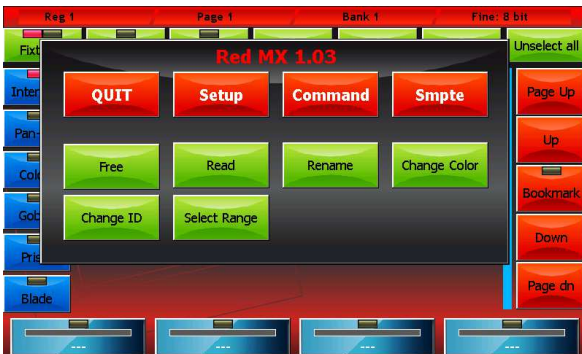 Reg 1 Page 1 Bank 1 Fine: 8 bit
Unselect all
Red MX 1.03
QUIT Setup Command Smpte
Page Up
Free Read Rename Change Color
Up
Change ID Select Range
Bookmark
Down
Page dn
Blade
--- --- --- ---